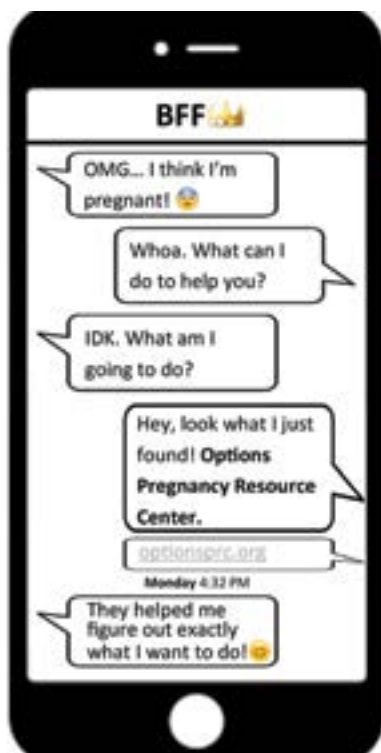 BFF
OMG... I think I'm
pregnant!
Whoa. What can I
do to help you?
IDK. What am I
going to do?
Hey, look what I just
found! Options
Pregnancy Resource
Center.
optionsprc.org
Monday 4:32 PM
They helped me
figure out exactly
what I want to do!